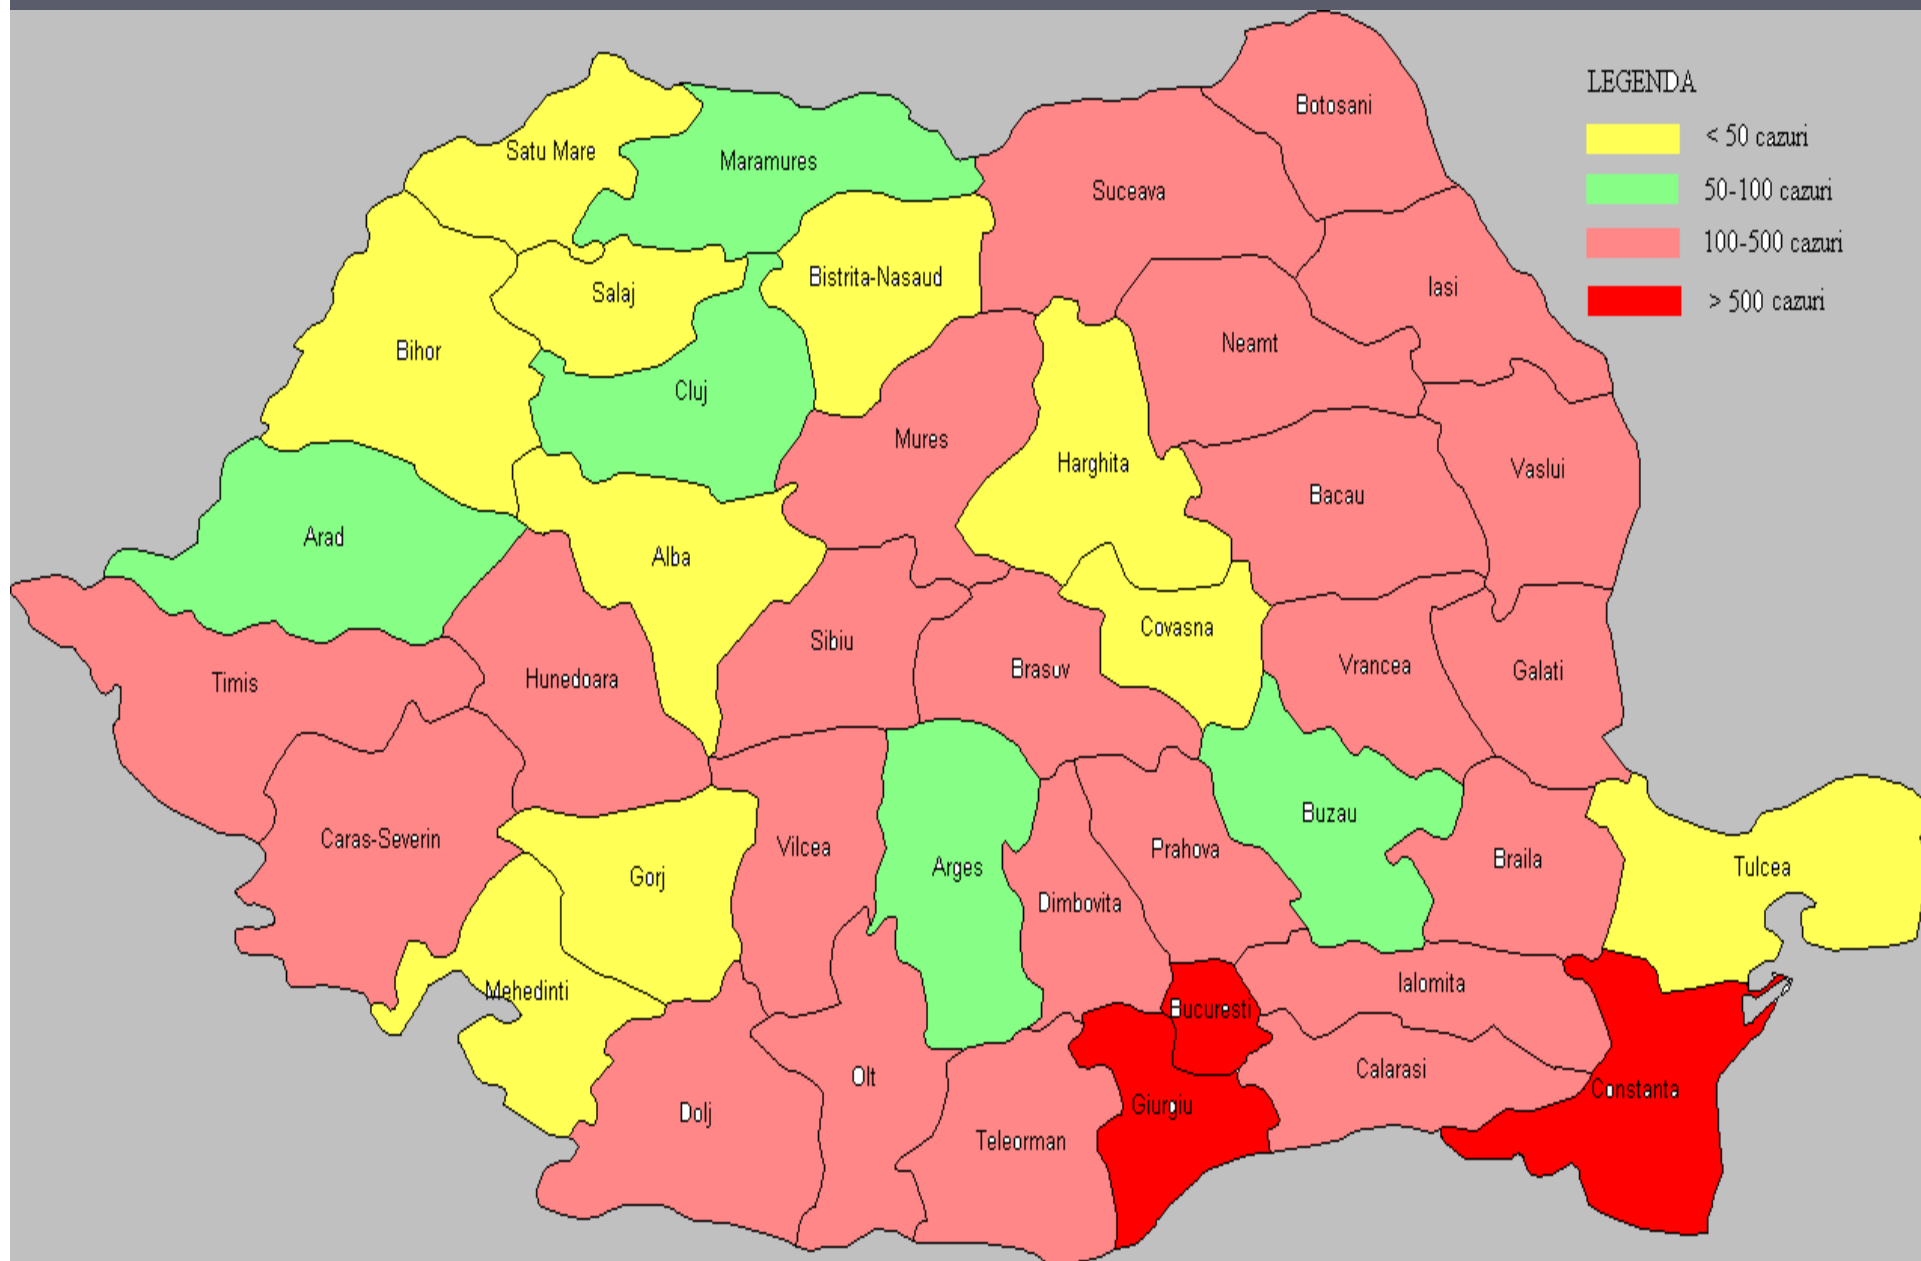 LEGENDA
< 50 cazuri
50-100 cazuri
100-500 cazuri
> 500 cazuri
Botosani
Satu Mare
Maramures
Suceava
Bistrita-Nasaud
Salaj
Iasi
Neamt
Bihor
Cluj
Mures
Harghita
Vaslui
Bacau
Arad
Alba
Covasna
Sibiu
Vrancea
Brasov
Galati
Timis
Hunedoara
Buzau
Caras-Severin
Vilcea
Prahova
Braila
Arges
Tulcea
Gorj
Dimbovita
Ialomita
Mehedinti
Bucuresti
Calarasi
Olt
Constanta
Giurgiu
Dolj
Teleorman